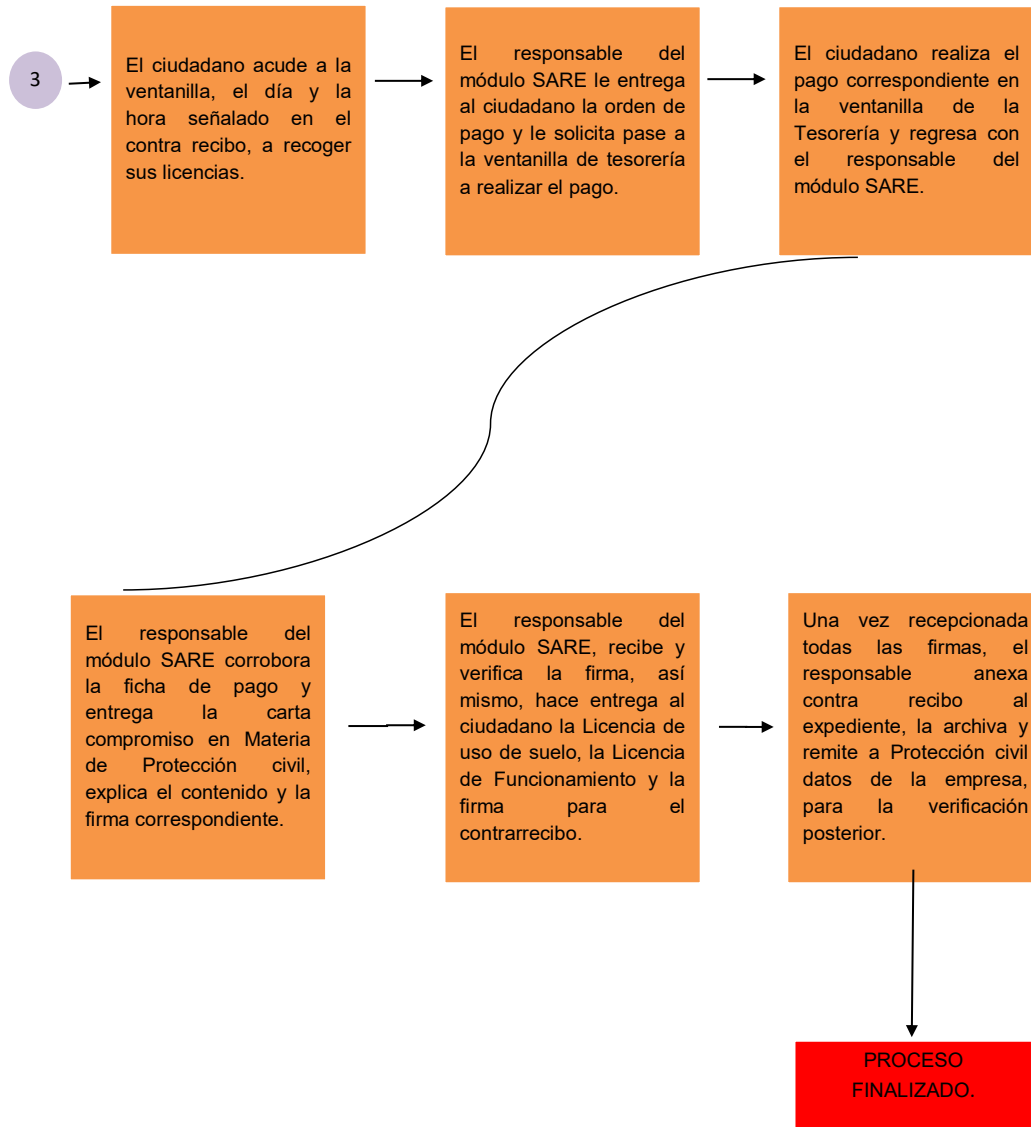 3
El ciudadano acude a la
ventanilla, el día y la
hora señalado en el
contra recibo, a recoger
sus licencias.
El responsable del
módulo SARE le entrega
al ciudadano la orden de
pago y le solicita pase a
la ventanilla de tesorería
a realizar el pago.
El ciudadano realiza el
pago correspondiente en
la ventanilla de la
Tesorería y regresa con
el responsable del
módulo SARE.
El responsable del
módulo SARE corrobora
la ficha de pago y
entrega la carta
compromiso en Materia
de Protección civil,
explica el contenido y la
firma correspondiente.
El responsable del
módulo SARE, recibe y
verifica la firma, así
mismo, hace entrega al
ciudadano la Licencia de
uso de suelo, la Licencia
de Funcionamiento y la
firma para el
contrarrecibo.
Una vez recepcionada
todas las firmas, el
responsable anexa
contra recibo al
expediente, la archiva y
remite a Protección civil
datos de la empresa,
para la verificación
posterior.
PROCESO
FINALIZADO.